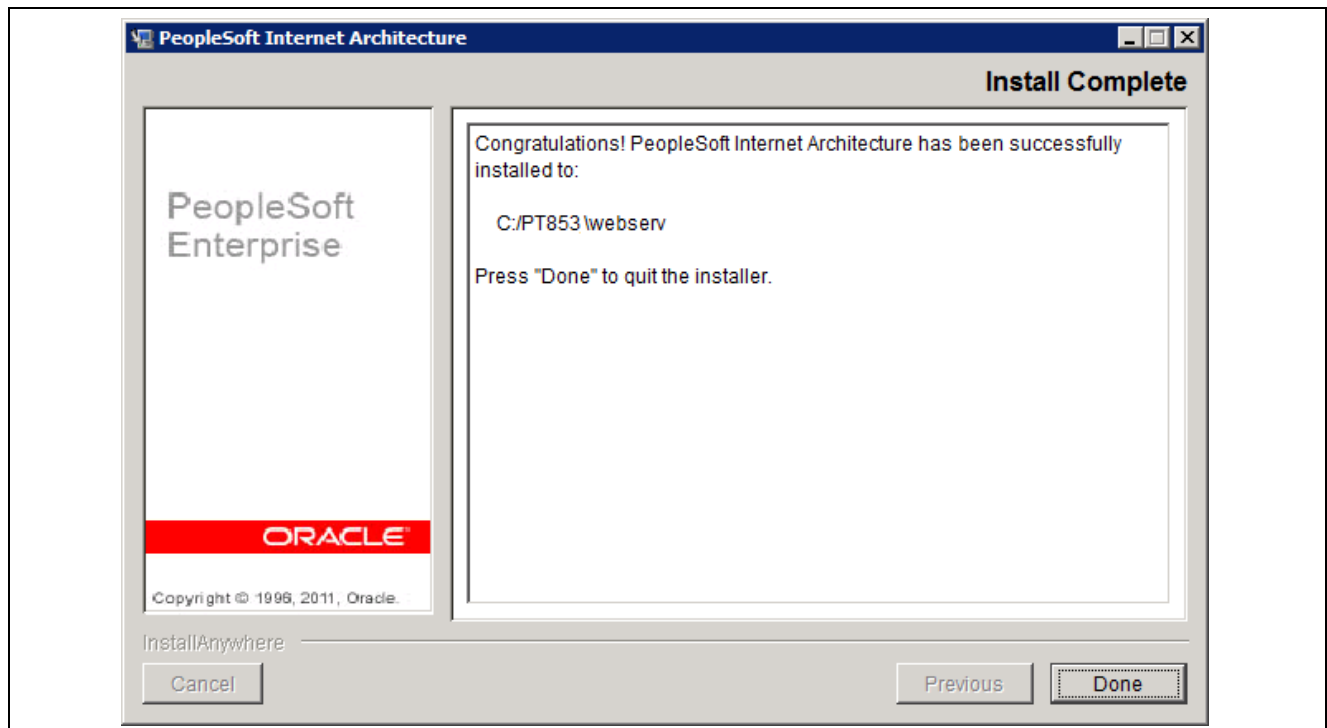 PeopleSoft Internet Architecture
Install Complete
PeopleSoft
Enterprise
ORACLE
Copyright © 1996, 2011, Oracle.
Congratulations! PeopleSoft Internet Architecture has been successfully
installed to:
C:/PT853 \webserv
Press "Done" to quit the installer.
InstallAnywhere
Cancel
Previous
Done